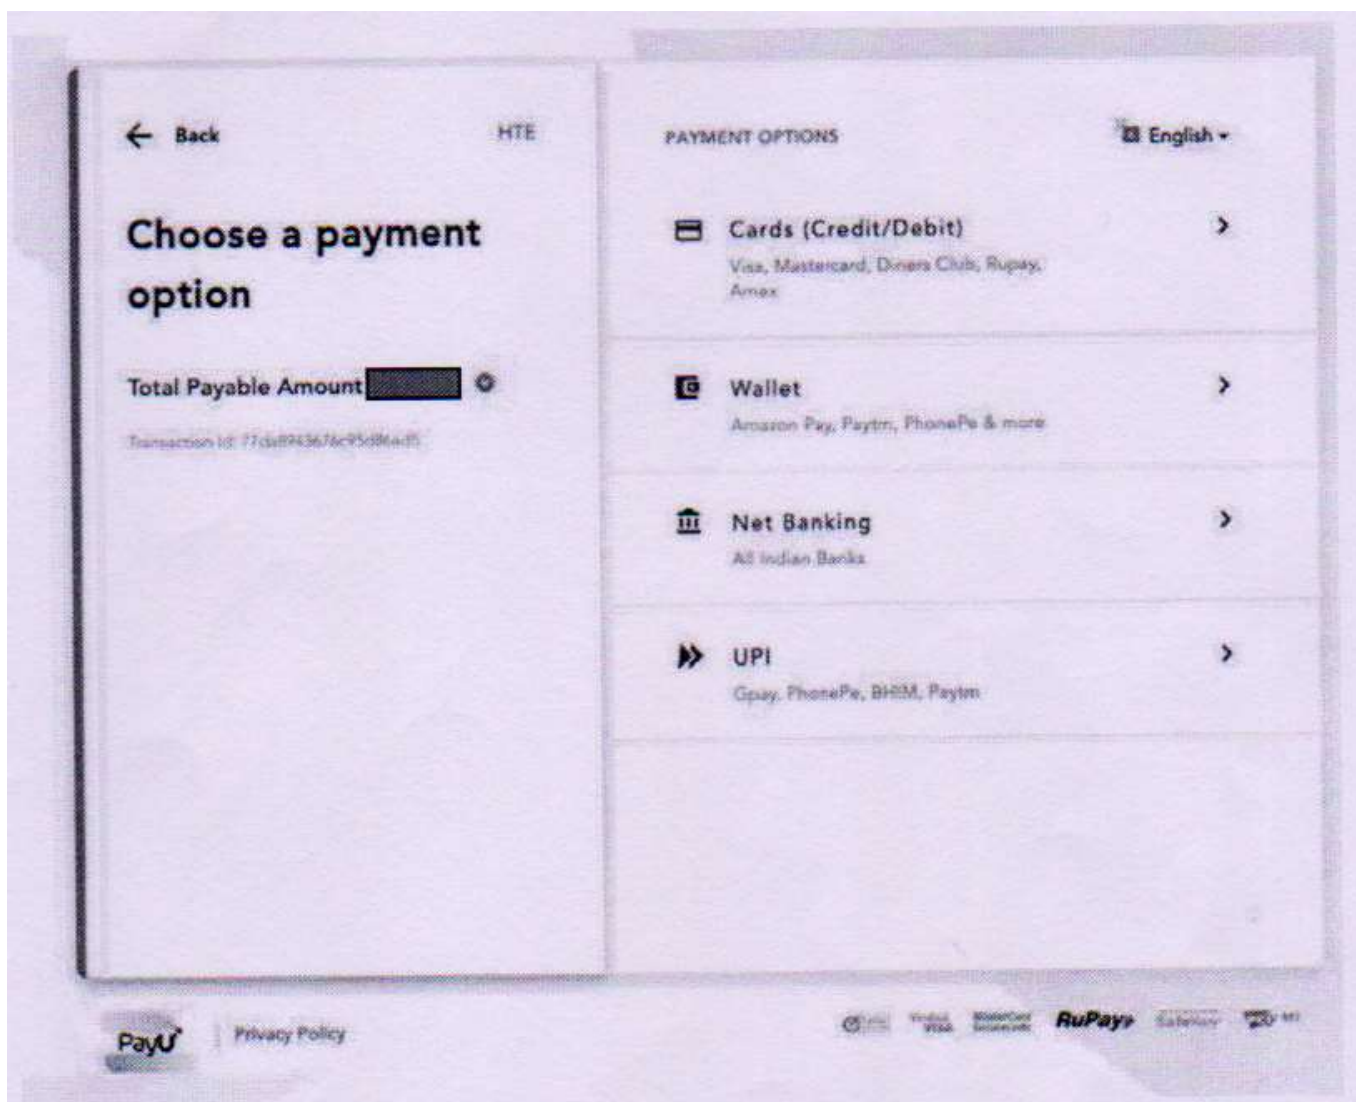 ← Back
HTE
Choose a payment
option
Total Payable Amount
PAYMENT OPTIONS
English
Cards (Credit/Debit)
Visa, Mastercard, Diners Club, Rupay,
Amex
Wallet
Amazon Pay, Paytm, PhonePe & more
Net Banking
All Indian Banks
UPI
Gpay, PhonePe, BHIM, Paytm
PayU
Privacy Policy
VISA
RuPay